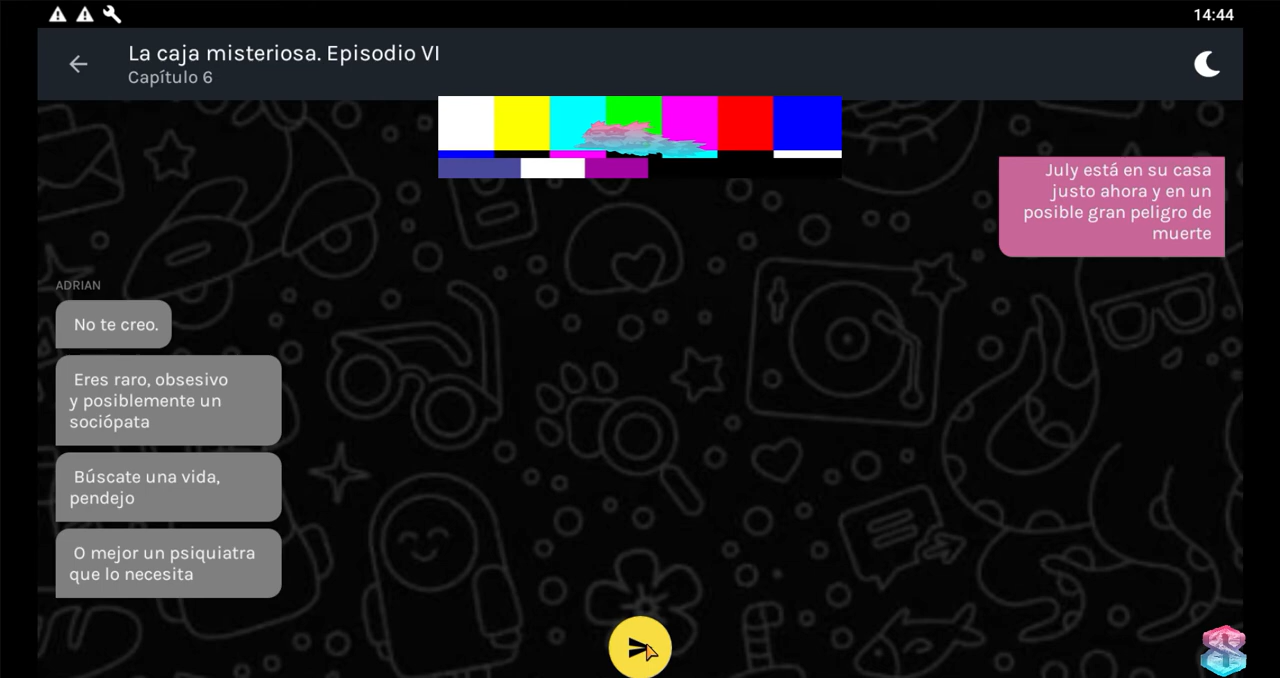 14:44
La caja misteriosa. Episodio VI
Capítulo 6
July está en su casa
justo ahora y en un
posible gran peligro de
muerte
ADRIAN
No te creo.
Eres raro, obsesivo
y posiblemente un
sociópata
Búscate una vida,
pendejo
O mejor un psiquiatra
que lo necesita